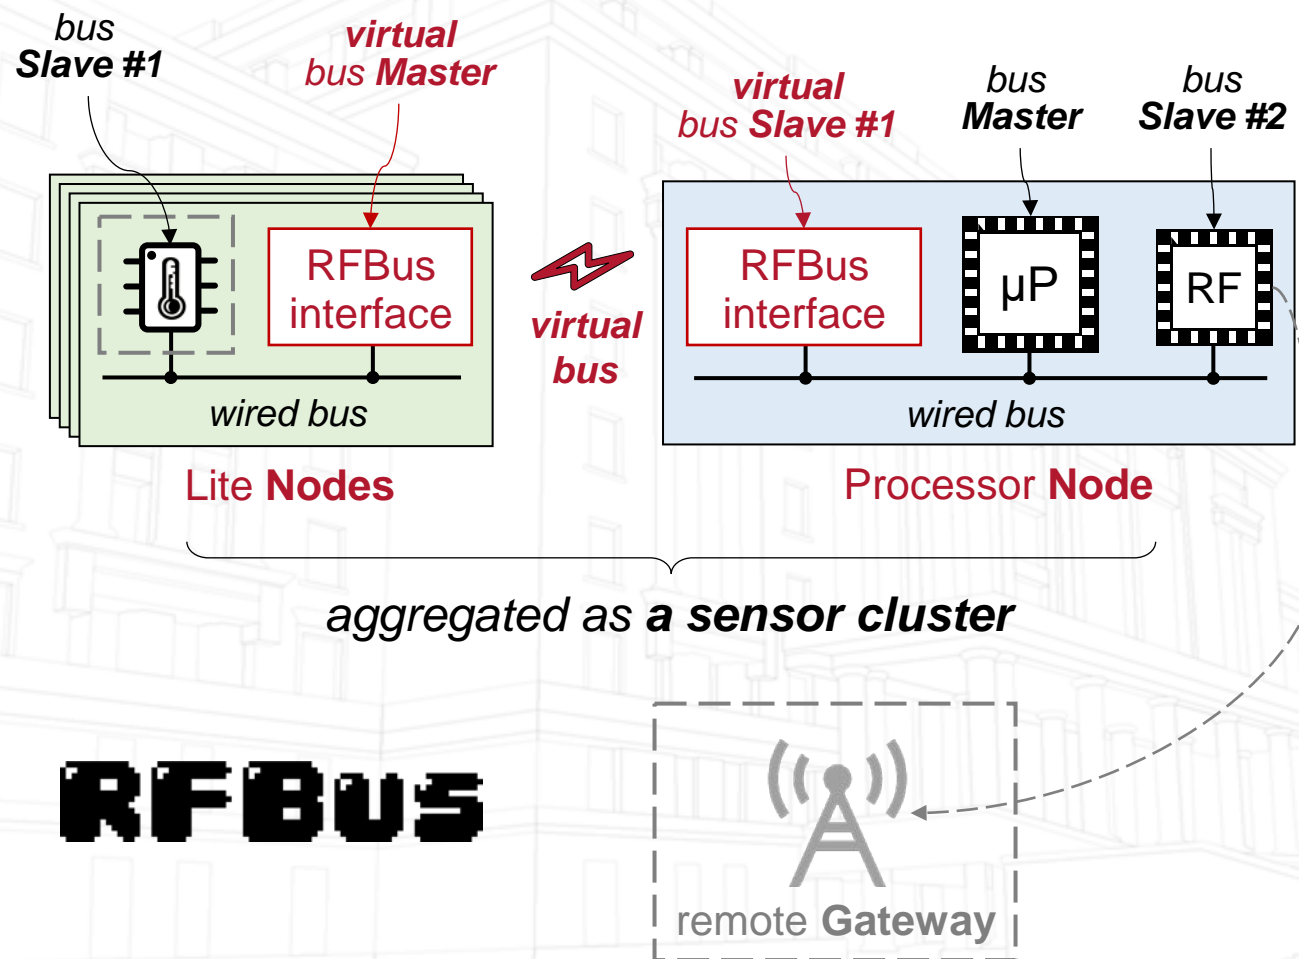 bus
Slave #1
virtual
bus Master
virtual
bus Slave #1
bus
Master
bus
Slave #2
RFBus
interface
virtual
bus
RFBus
interface
µP
RF
wired bus
wired bus
Lite Nodes
Processor Node
aggregated as a sensor cluster
RFBus
remote Gateway